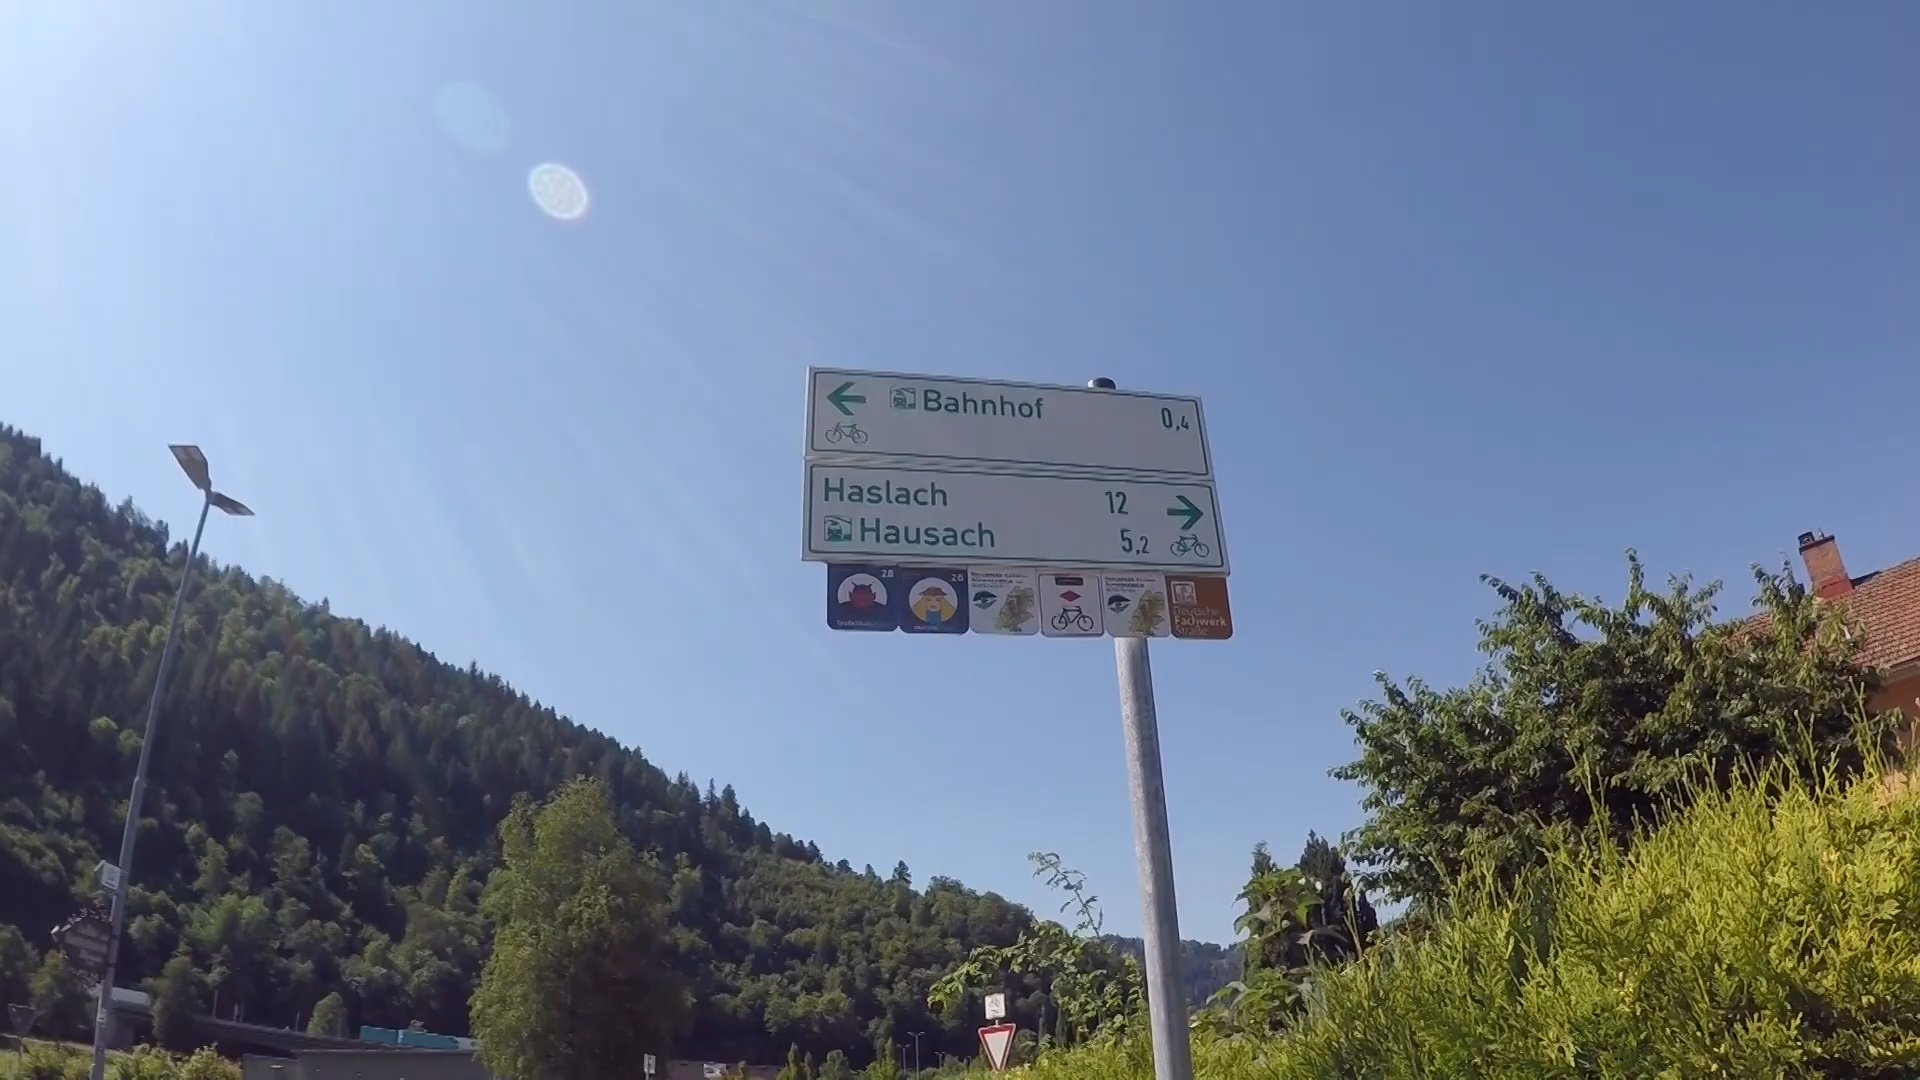 Bahnhof 0,4
Haslach 12
Hausach 5,2
28
26
Deutsche
Fachwerk
Straße